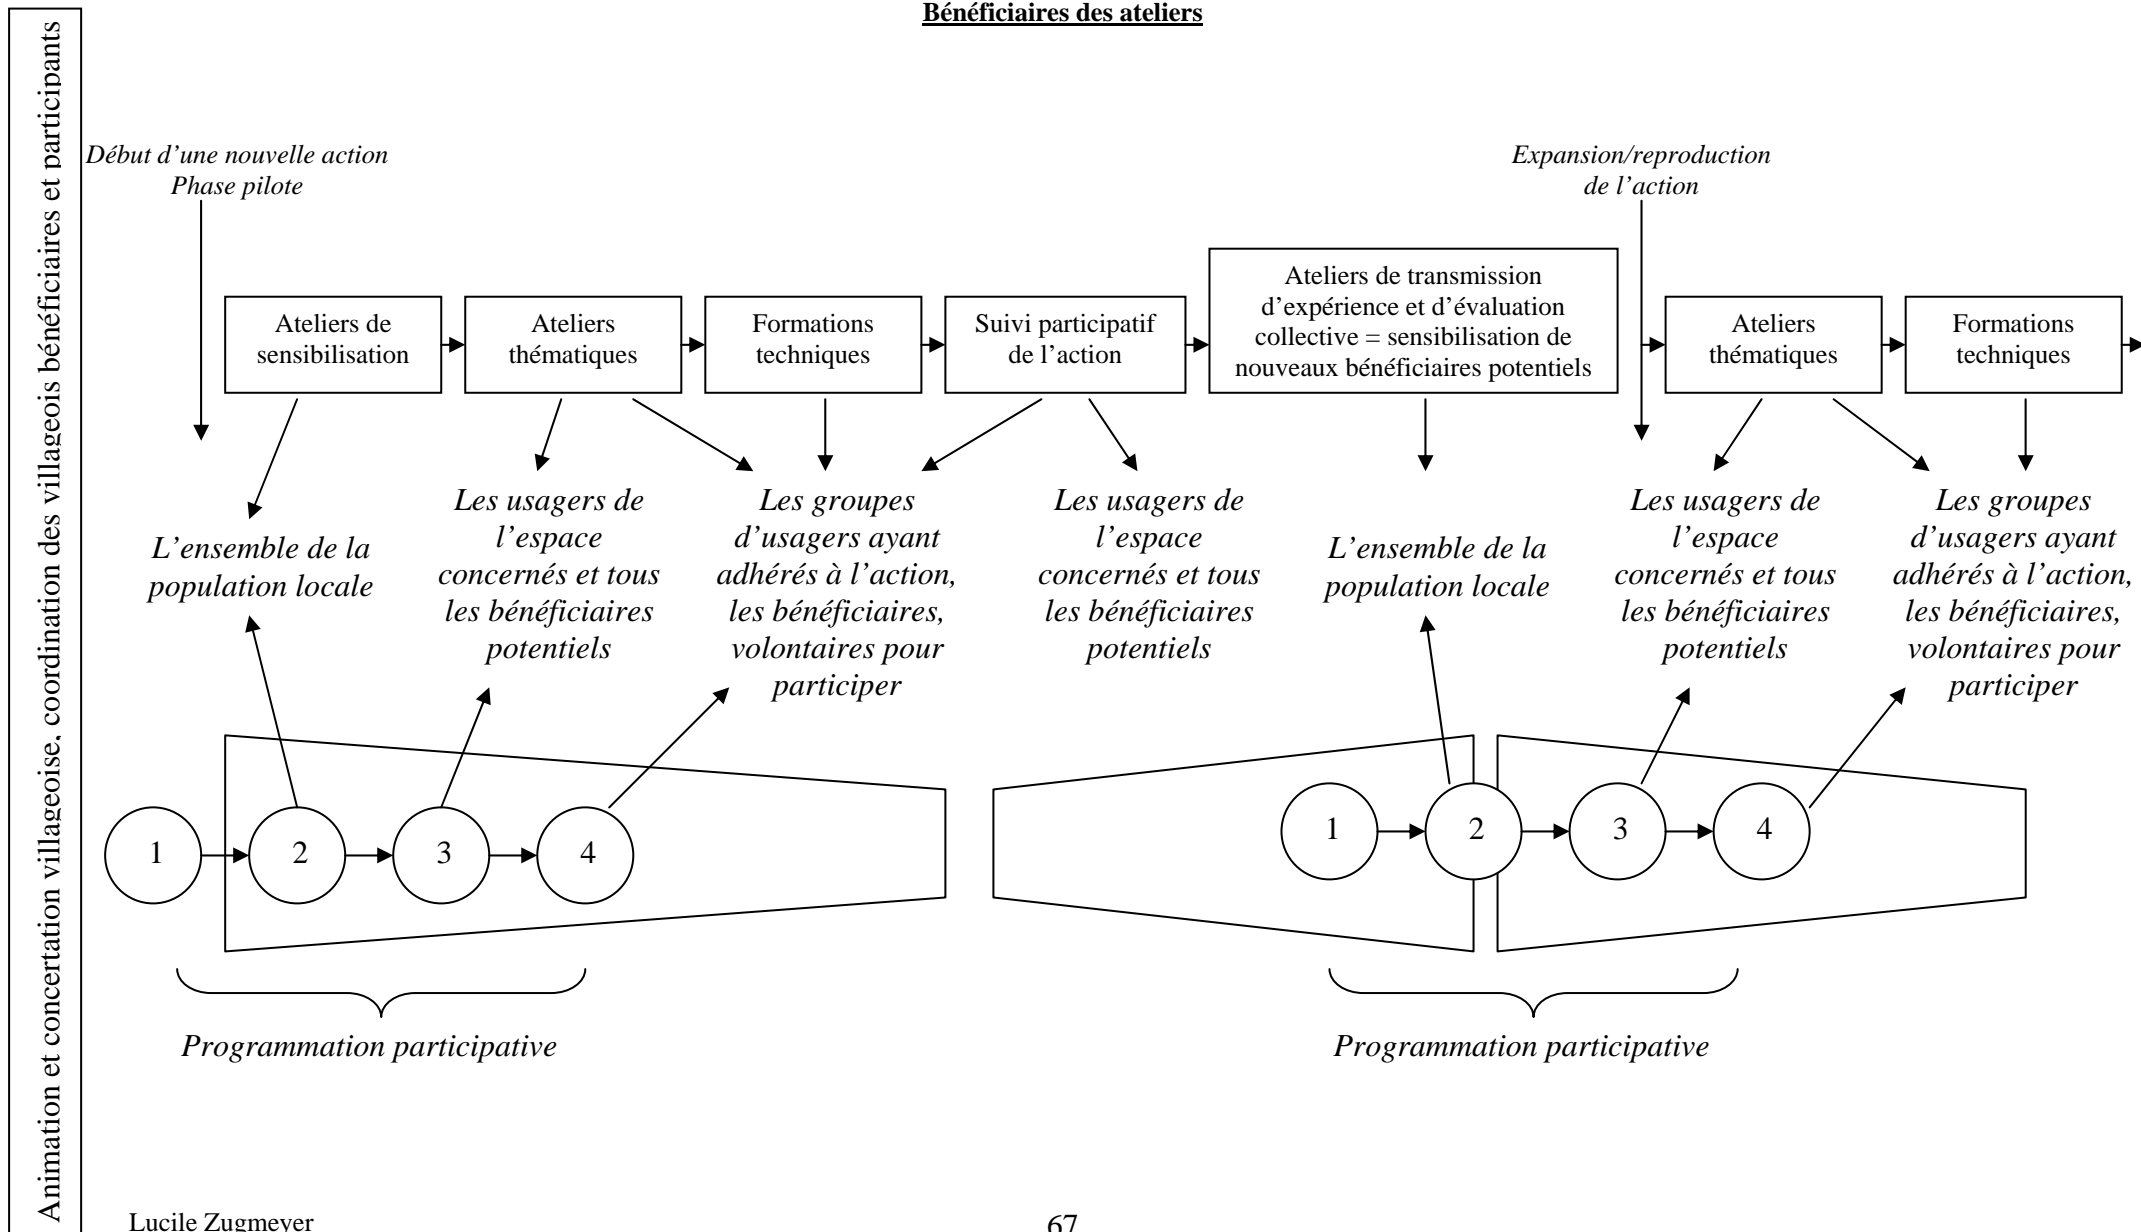 Bénéficiaires des ateliers
Animation et concertation villageoise, coordination des villageois bénéficiaires et participants
Début d’une nouvelle action
Phase pilote
Expansion/reproduction
de l’action
Ateliers de
sensibilisation
Ateliers
thématiques
Formations
techniques
Suivi participatif
de l’action
Ateliers de transmission
d’expérience et d’évaluation
collective = sensibilisation de
nouveaux bénéficiaires potentiels
Ateliers
thématiques
Formations
techniques
L’ensemble de la
population locale
Les usagers de
l’espace
concernés et tous
les bénéficiaires
potentiels
Les groupes
d’usagers ayant
adhérés à l’action,
les bénéficiaires,
volontaires pour
participer
Les usagers de
l’espace
concernés et tous
les bénéficiaires
potentiels
L’ensemble de la
population locale
Les usagers de
l’espace
concernés et tous
les bénéficiaires
potentiels
Les groupes
d’usagers ayant
adhérés à l’action,
les bénéficiaires,
volontaires pour
participer
1
2
3
4
1
2
3
4
Programmation participative
Programmation participative
Lucile Zugmeyer
67